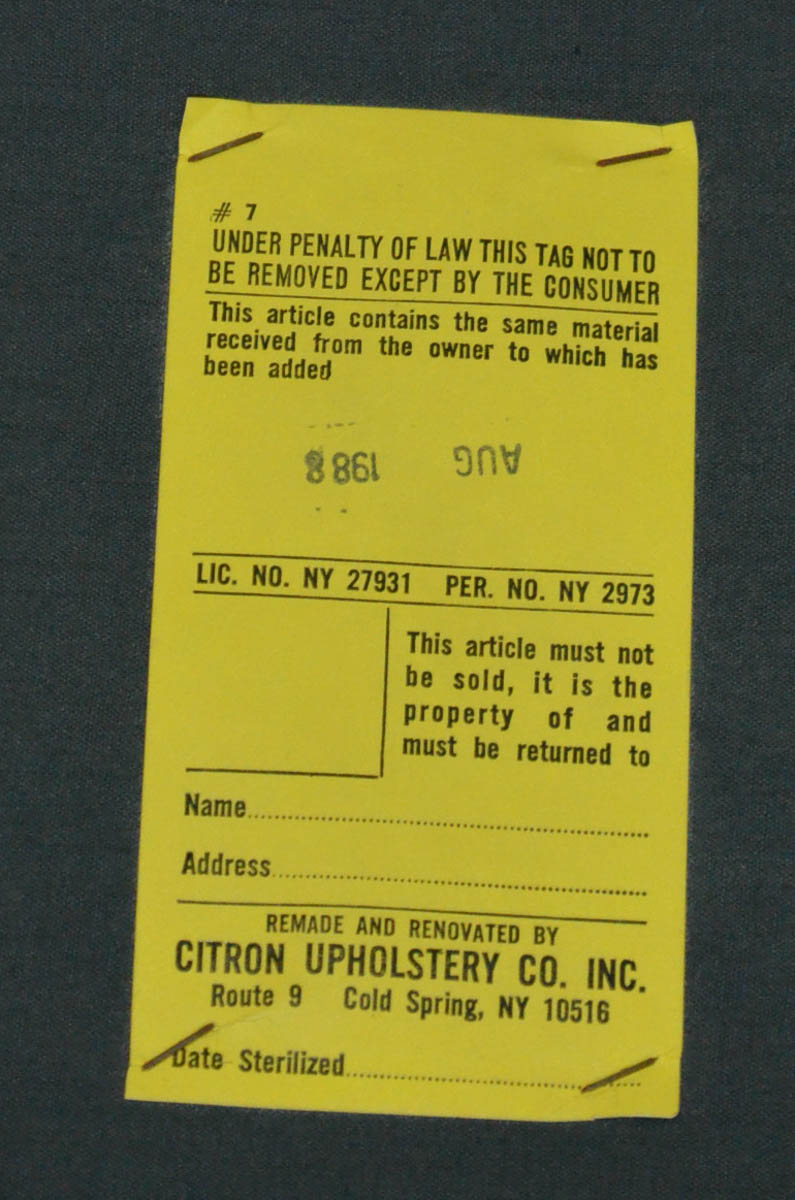 # 7
UNDER PENALTY OF LAW THIS TAG NOT TO
BE REMOVED EXCEPT BY THE CONSUMER
This article contains the same material
received from the owner to which has
been added
AUG 1988
LIC. NO. NY 27931 PER. NO. NY 2973
This article must not
be sold, it is the
property of and
must be returned to
Name
Address
REMADE AND RENOVATED BY
CITRON UPHOLSTERY CO. INC.
Route 9 Cold Spring, NY 10516
Date Sterilized